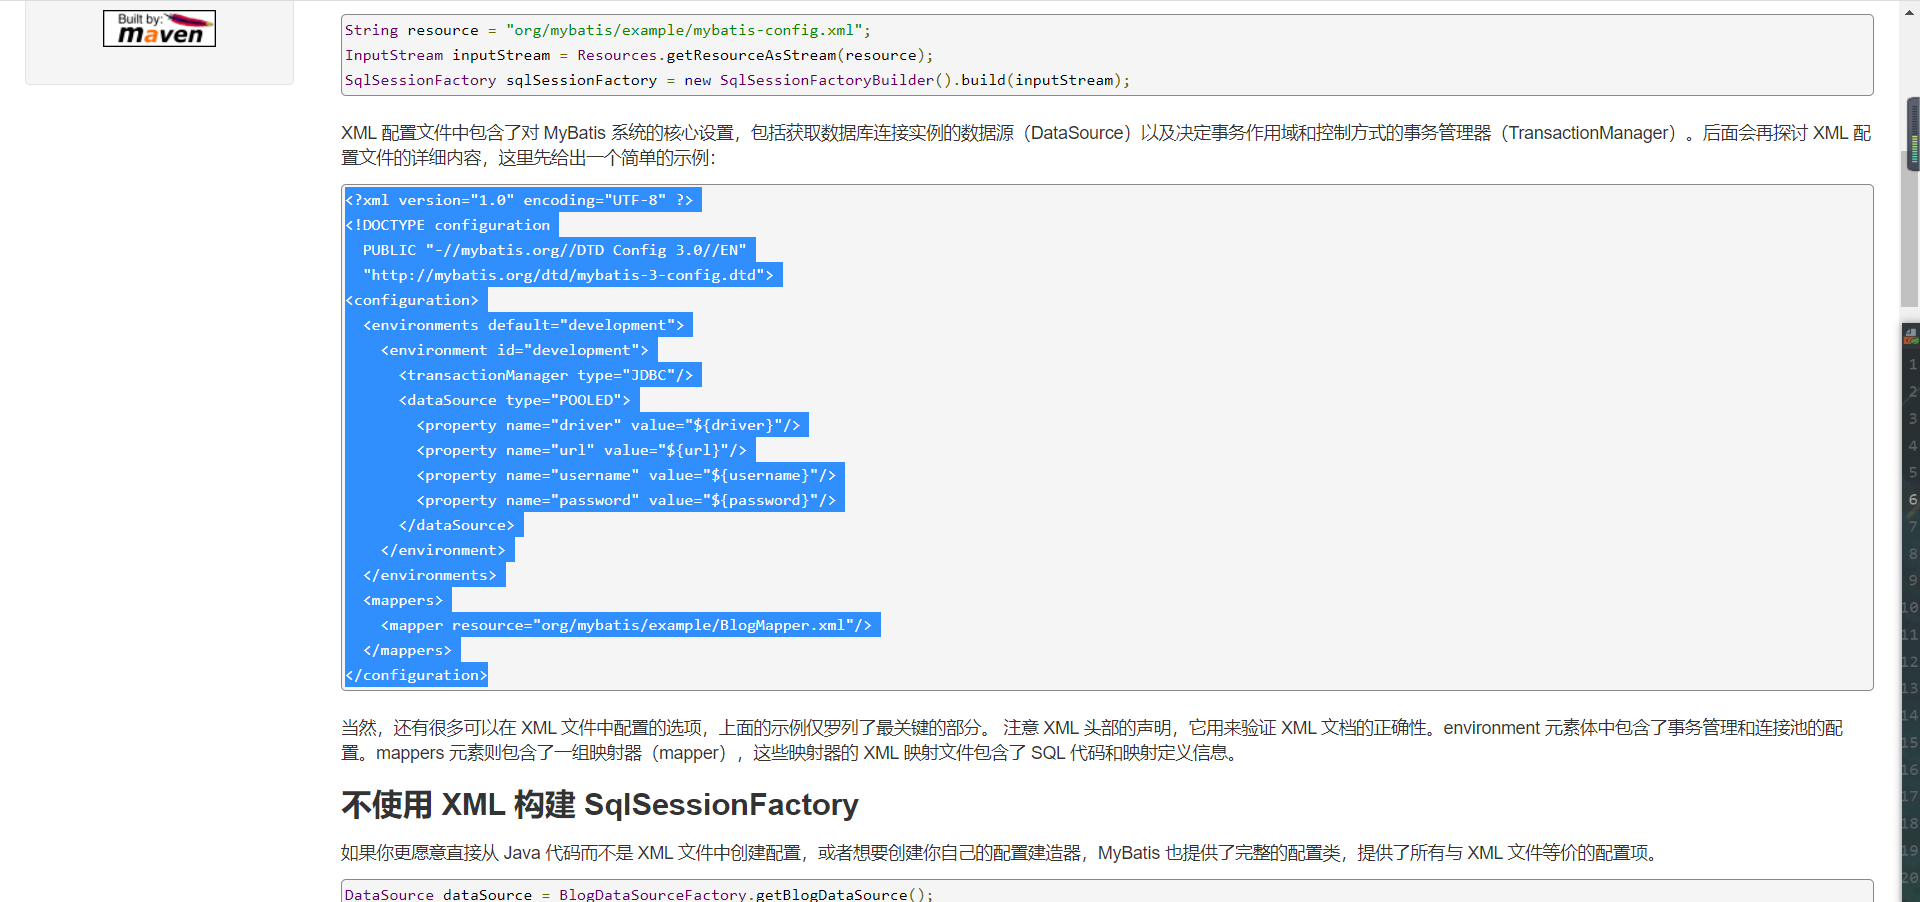 Built by:
maven
String resource = "org/mybatis/example/mybatis-config.xml";
InputStream inputStream = Resources.getResourceAsStream(resource);
SqlSessionFactory sqlSessionFactory = new SqlSessionFactoryBuilder().build(inputStream);
XML 配置文件中包含了对 MyBatis 系统的核心设置，包括获取数据库连接实例的数据源（DataSource）以及决定事务作用域和控制方式的事务管理器（TransactionManager）。后面会再探讨 XML 配
置文件的详细内容，这里先给出一个简单的示例：
<?xml version="1.0" encoding="UTF-8" ?>
<!DOCTYPE configuration
  PUBLIC "-//mybatis.org//DTD Config 3.0//EN"
  "http://mybatis.org/dtd/mybatis-3-config.dtd">
<configuration>
  <environments default="development">
    <environment id="development">
      <transactionManager type="JDBC"/>
      <dataSource type="POOLED">
        <property name="driver" value="${driver}"/>
        <property name="url" value="${url}"/>
        <property name="username" value="${username}"/>
        <property name="password" value="${password}"/>
      </dataSource>
    </environment>
  </environments>
  <mappers>
    <mapper resource="org/mybatis/example/BlogMapper.xml"/>
  </mappers>
</configuration>
当然，还有很多可以在 XML 文件中配置的选项，上面的示例仅罗列了最关键的部分。 注意 XML 头部的声明，它用来验证 XML 文档的正确性。environment 元素体中包含了事务管理和连接池的配
置。mappers 元素则包含了一组映射器（mapper），这些映射器的 XML 映射文件包含了 SQL 代码和映射定义信息。
不使用 XML 构建 SqlSessionFactory
如果你更愿意直接从 Java 代码而不是 XML 文件中创建配置，或者想要创建你自己的配置建造器，MyBatis 也提供了完整的配置类，提供了所有与 XML 文件等价的配置项。
DataSource dataSource = BlogDataSourceFactory.getBlogDataSource();
1
2
3
4
5
6
7
8
9
10
11
12
13
14
15
16
17
18
19
20